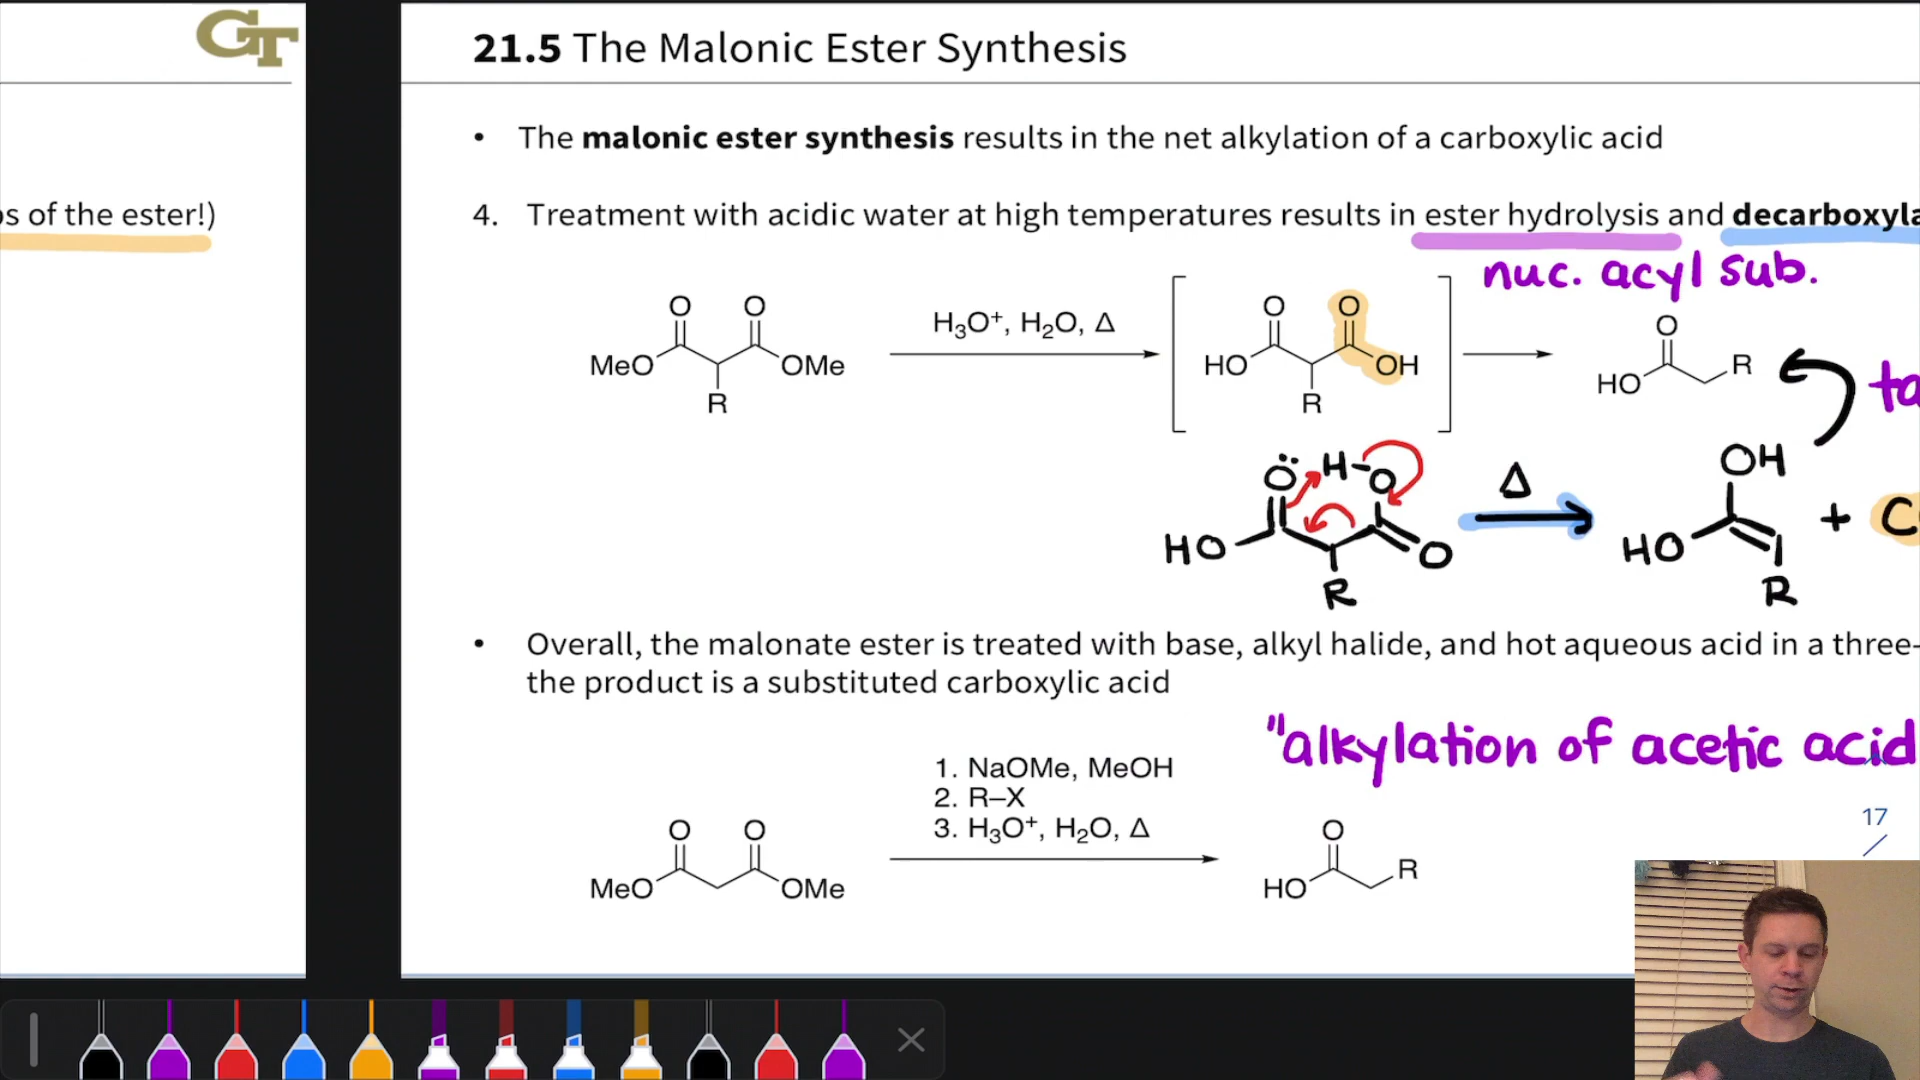 GT
21.5 The Malonic Ester Synthesis
• The malonic ester synthesis results in the net alkylation of a carboxylic acid
of the ester!)
4. Treatment with acidic water at high temperatures results in ester hydrolysis and
nuc. acyl sub.
O O
MeO OMe
R
H₃O⁺, H₂O, Δ
O O
HO OH
R
O
HO R
Ö H-O
HO O
R
Δ
OH
HO
R
+
• Overall, the malonate ester is treated with base, alkyl halide, and hot aqueous acid in a three-
the product is a substituted carboxylic acid
"alkylation of acetic acid
1. NaOMe, MeOH
2. R–X
3. H₃O⁺, H₂O, Δ
O O
MeO OMe
O
HO R
17